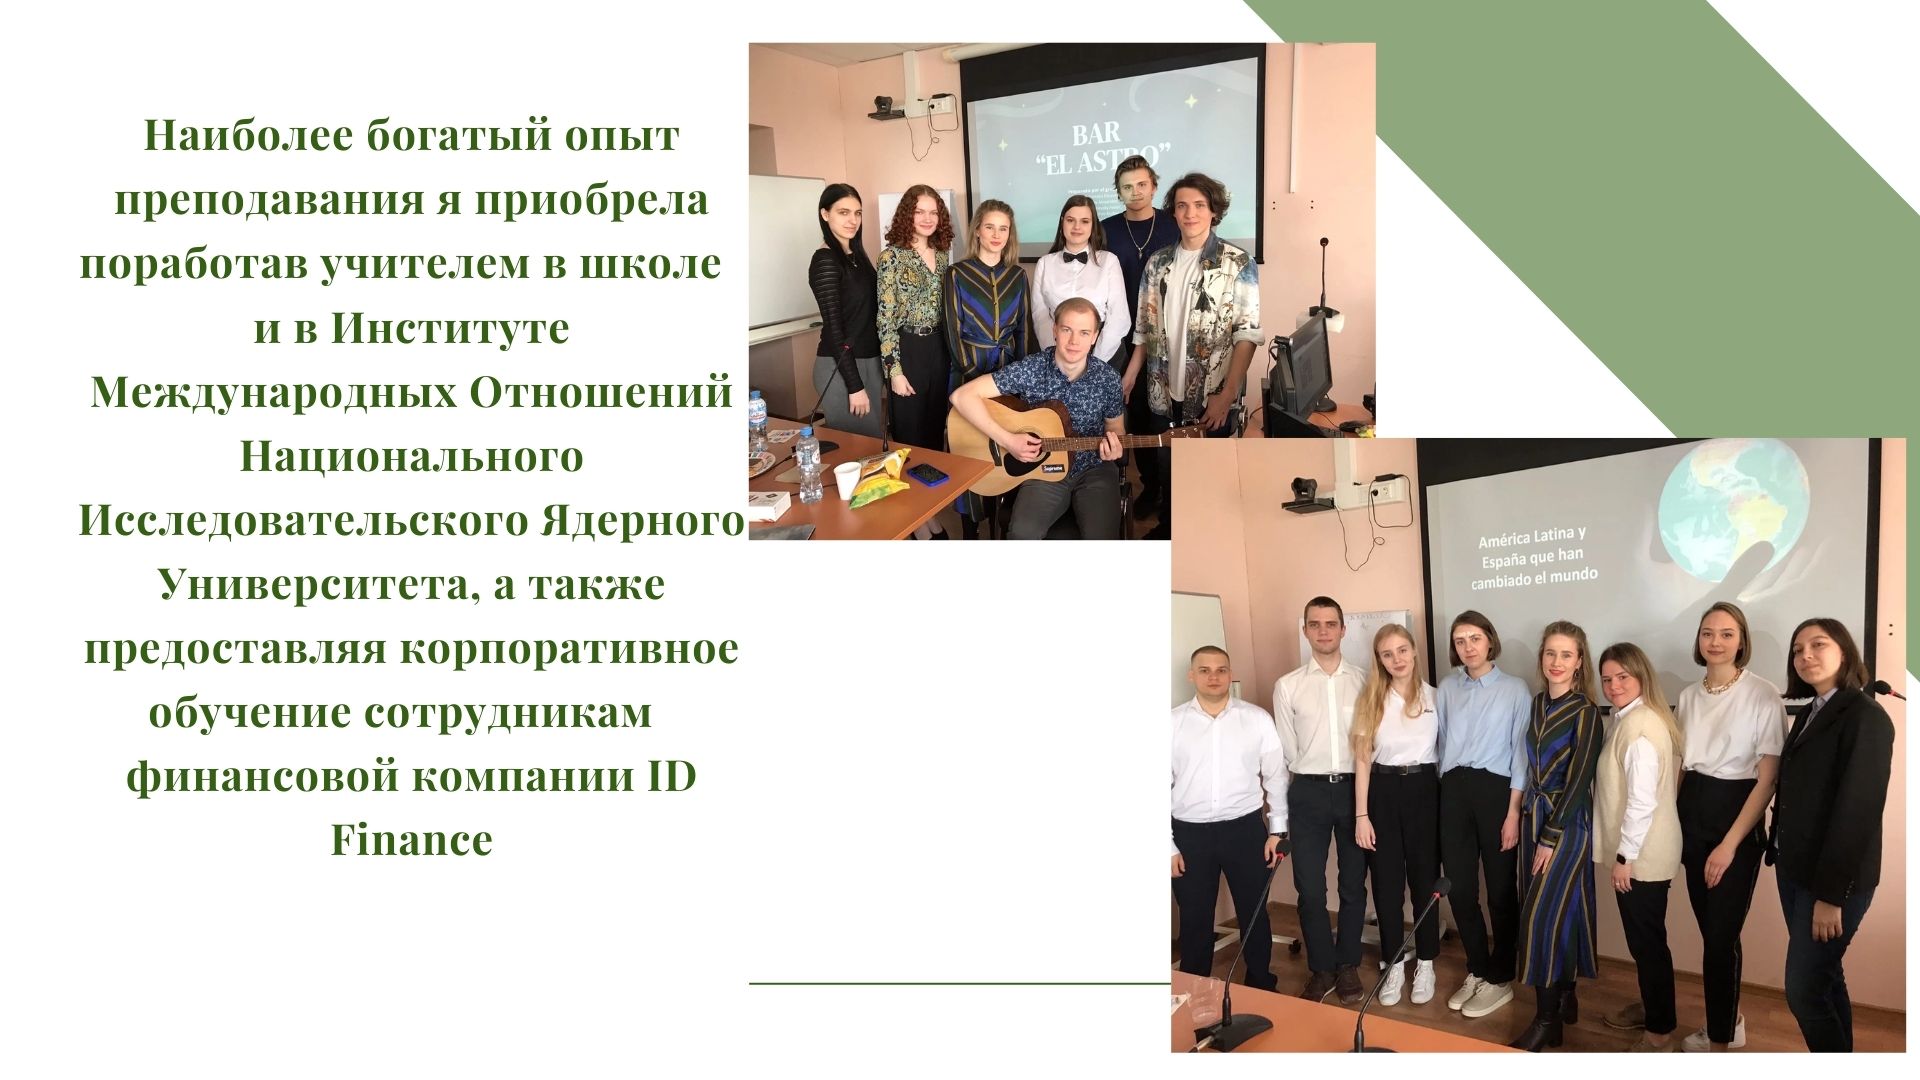 Наиболее богатый опыт
преподавания я приобрела
поработав учителем в школе
и в Институте
Международных Отношений
Национального
Исследовательского Ядерного
Университета, а также
предоставляя корпоративное
обучение сотрудникам
финансовой компании ID
Finance
BAR
“EL ASTRO”
Supreme
América Latina y
España que han
cambiado el mundo